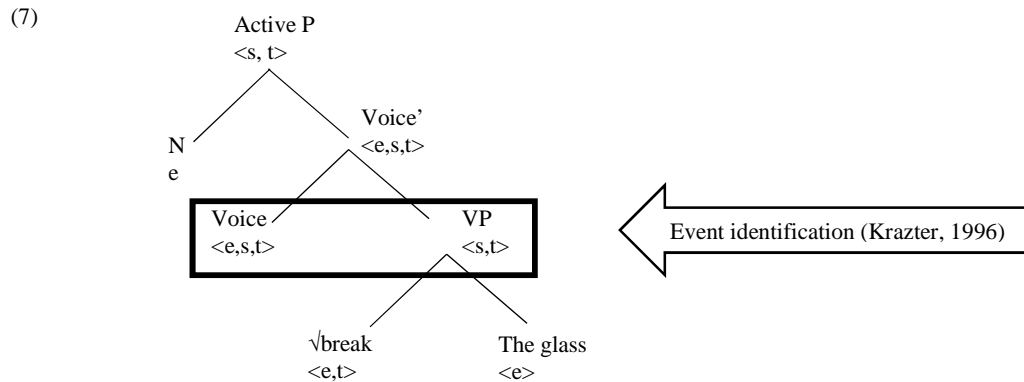 (7)
Active P
<s, t>
Voice’
<e,s,t>
N
e
Voice
<e,s,t>
VP
<s,t>
Event identification (Krazter, 1996)
√break
<e,t>
The glass
<e>